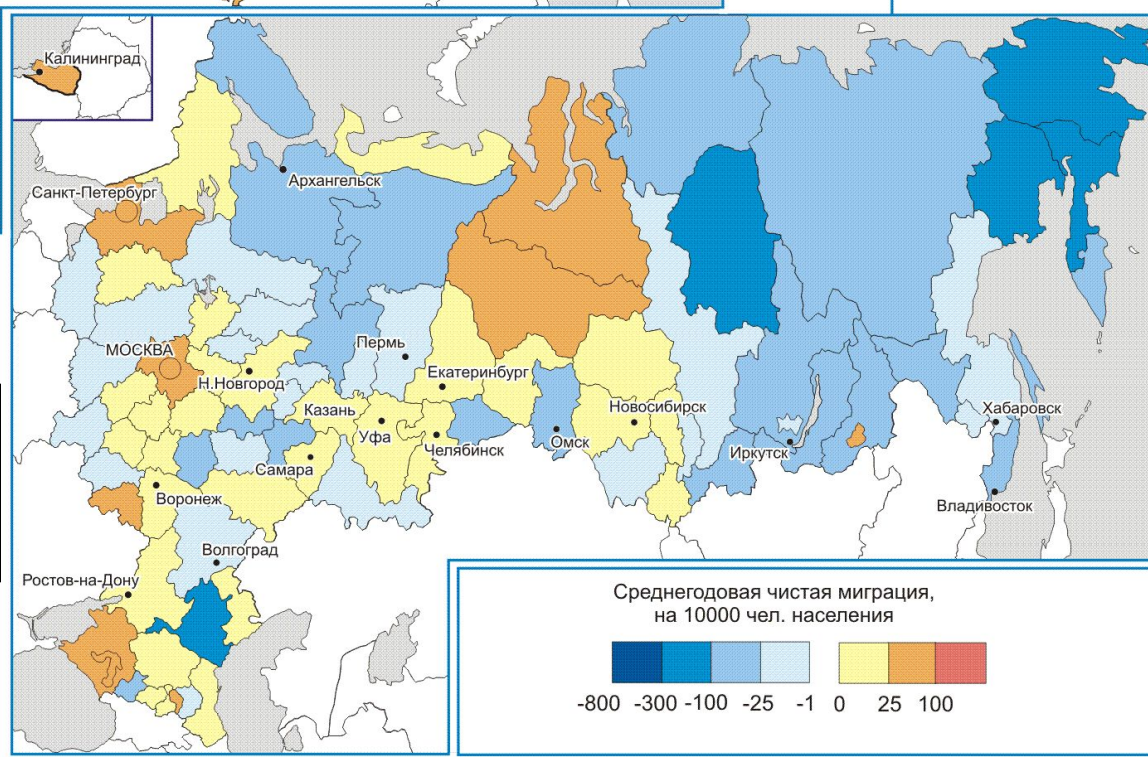 Калининград
Архангельск
Санкт-Петербург
МОСКВА
Пермь
Н.Новгород
Екатеринбург
Казань
Новосибирск
Хабаровск
Уфа
Челябинск
Омск
Иркутск
Самара
Воронеж
Владивосток
Волгоград
Ростов-на-Дону
Среднегодовая чистая миграция,
на 10000 чел. населения
-800 -300 -100 -25 -1 0 25 100